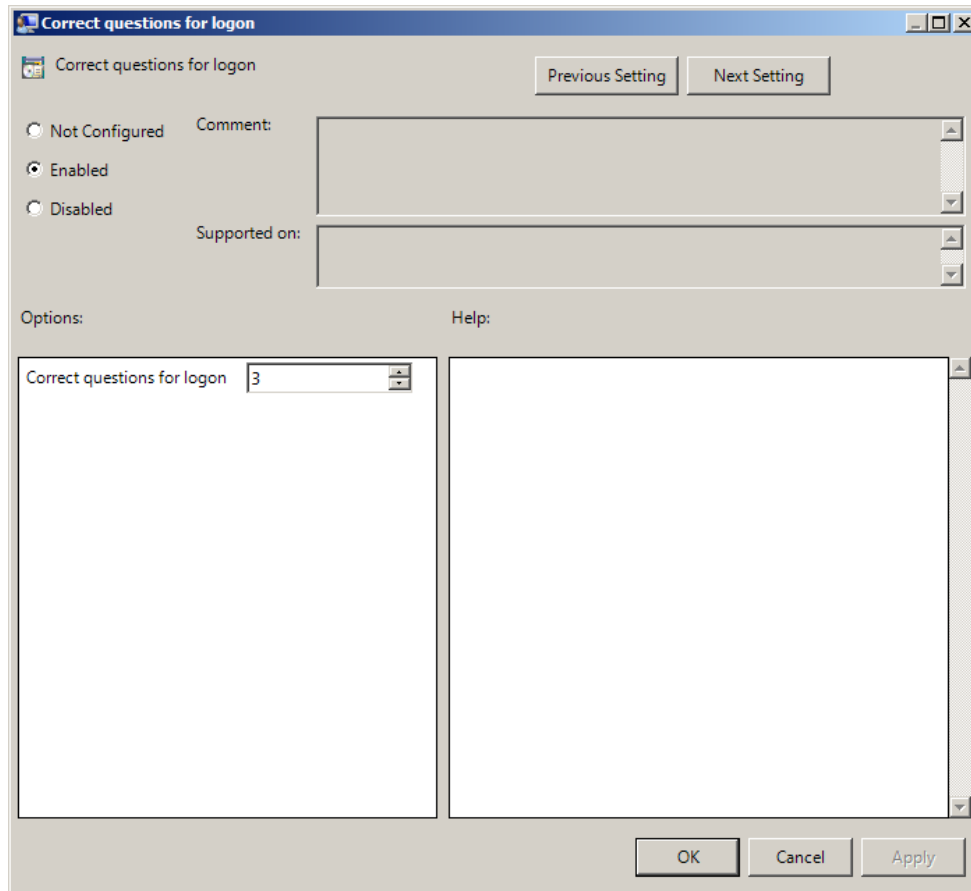 Correct questions for logon
Correct questions for logon
Previous Setting
Next Setting
Not Configured
Comment:
Enabled
Disabled
Supported on:
Options:
Help:
Correct questions for logon
3
OK
Cancel
Apply